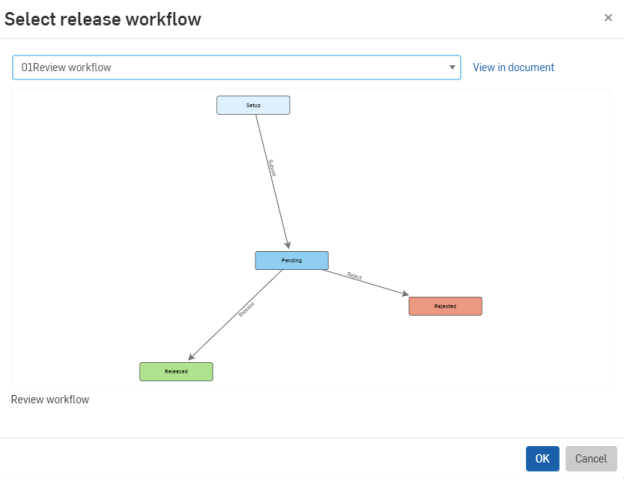 Select release workflow
×
01Review workflow
View in document
Setup
Submit
Pending
Reject
Rejected
Release
Released
Review workflow
OK
Cancel